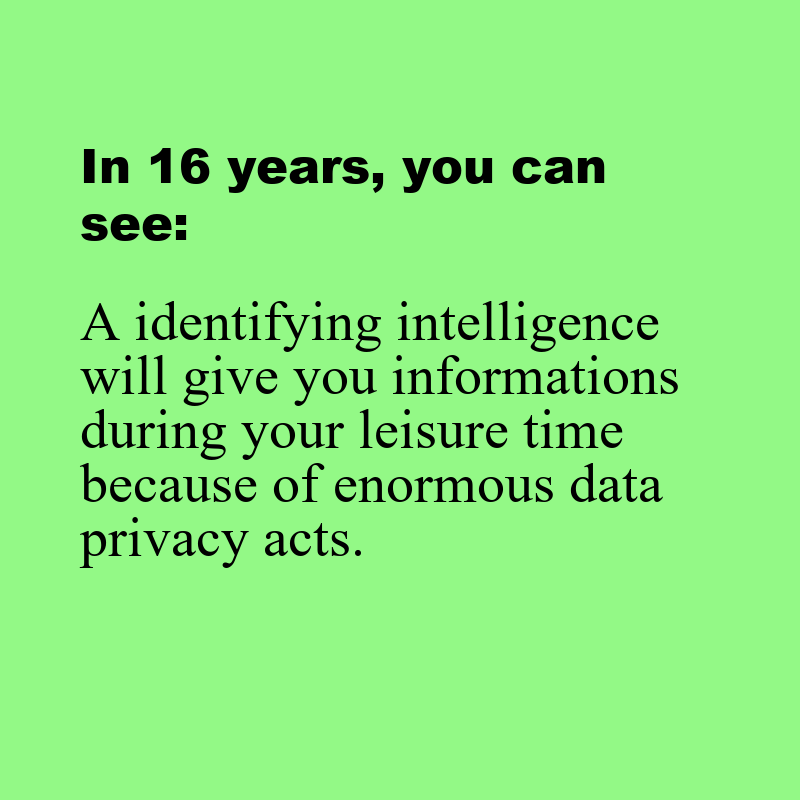 In 16 years, you can
see:
A identifying intelligence
will give you informations
during your leisure time
because of enormous data
privacy acts.